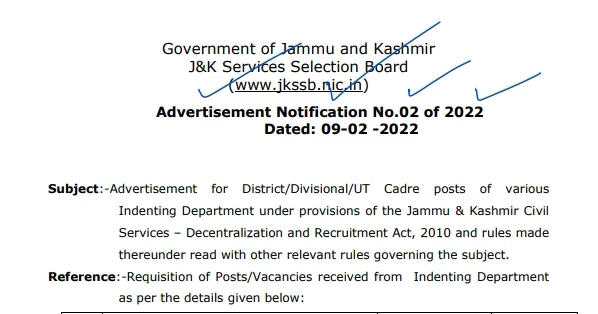 Government of Jammu and Kashmir
J&K Services Selection Board
(www.jkssb.nic.in)
Advertisement Notification No.02 of 2022
Dated: 09-02 -2022
Subject:-Advertisement for District/Divisional/UT Cadre posts of various
Indenting Department under provisions of the Jammu & Kashmir Civil
Services – Decentralization and Recruitment Act, 2010 and rules made
thereunder read with other relevant rules governing the subject.
Reference:-Requisition of Posts/Vacancies received from Indenting Department
as per the details given below: